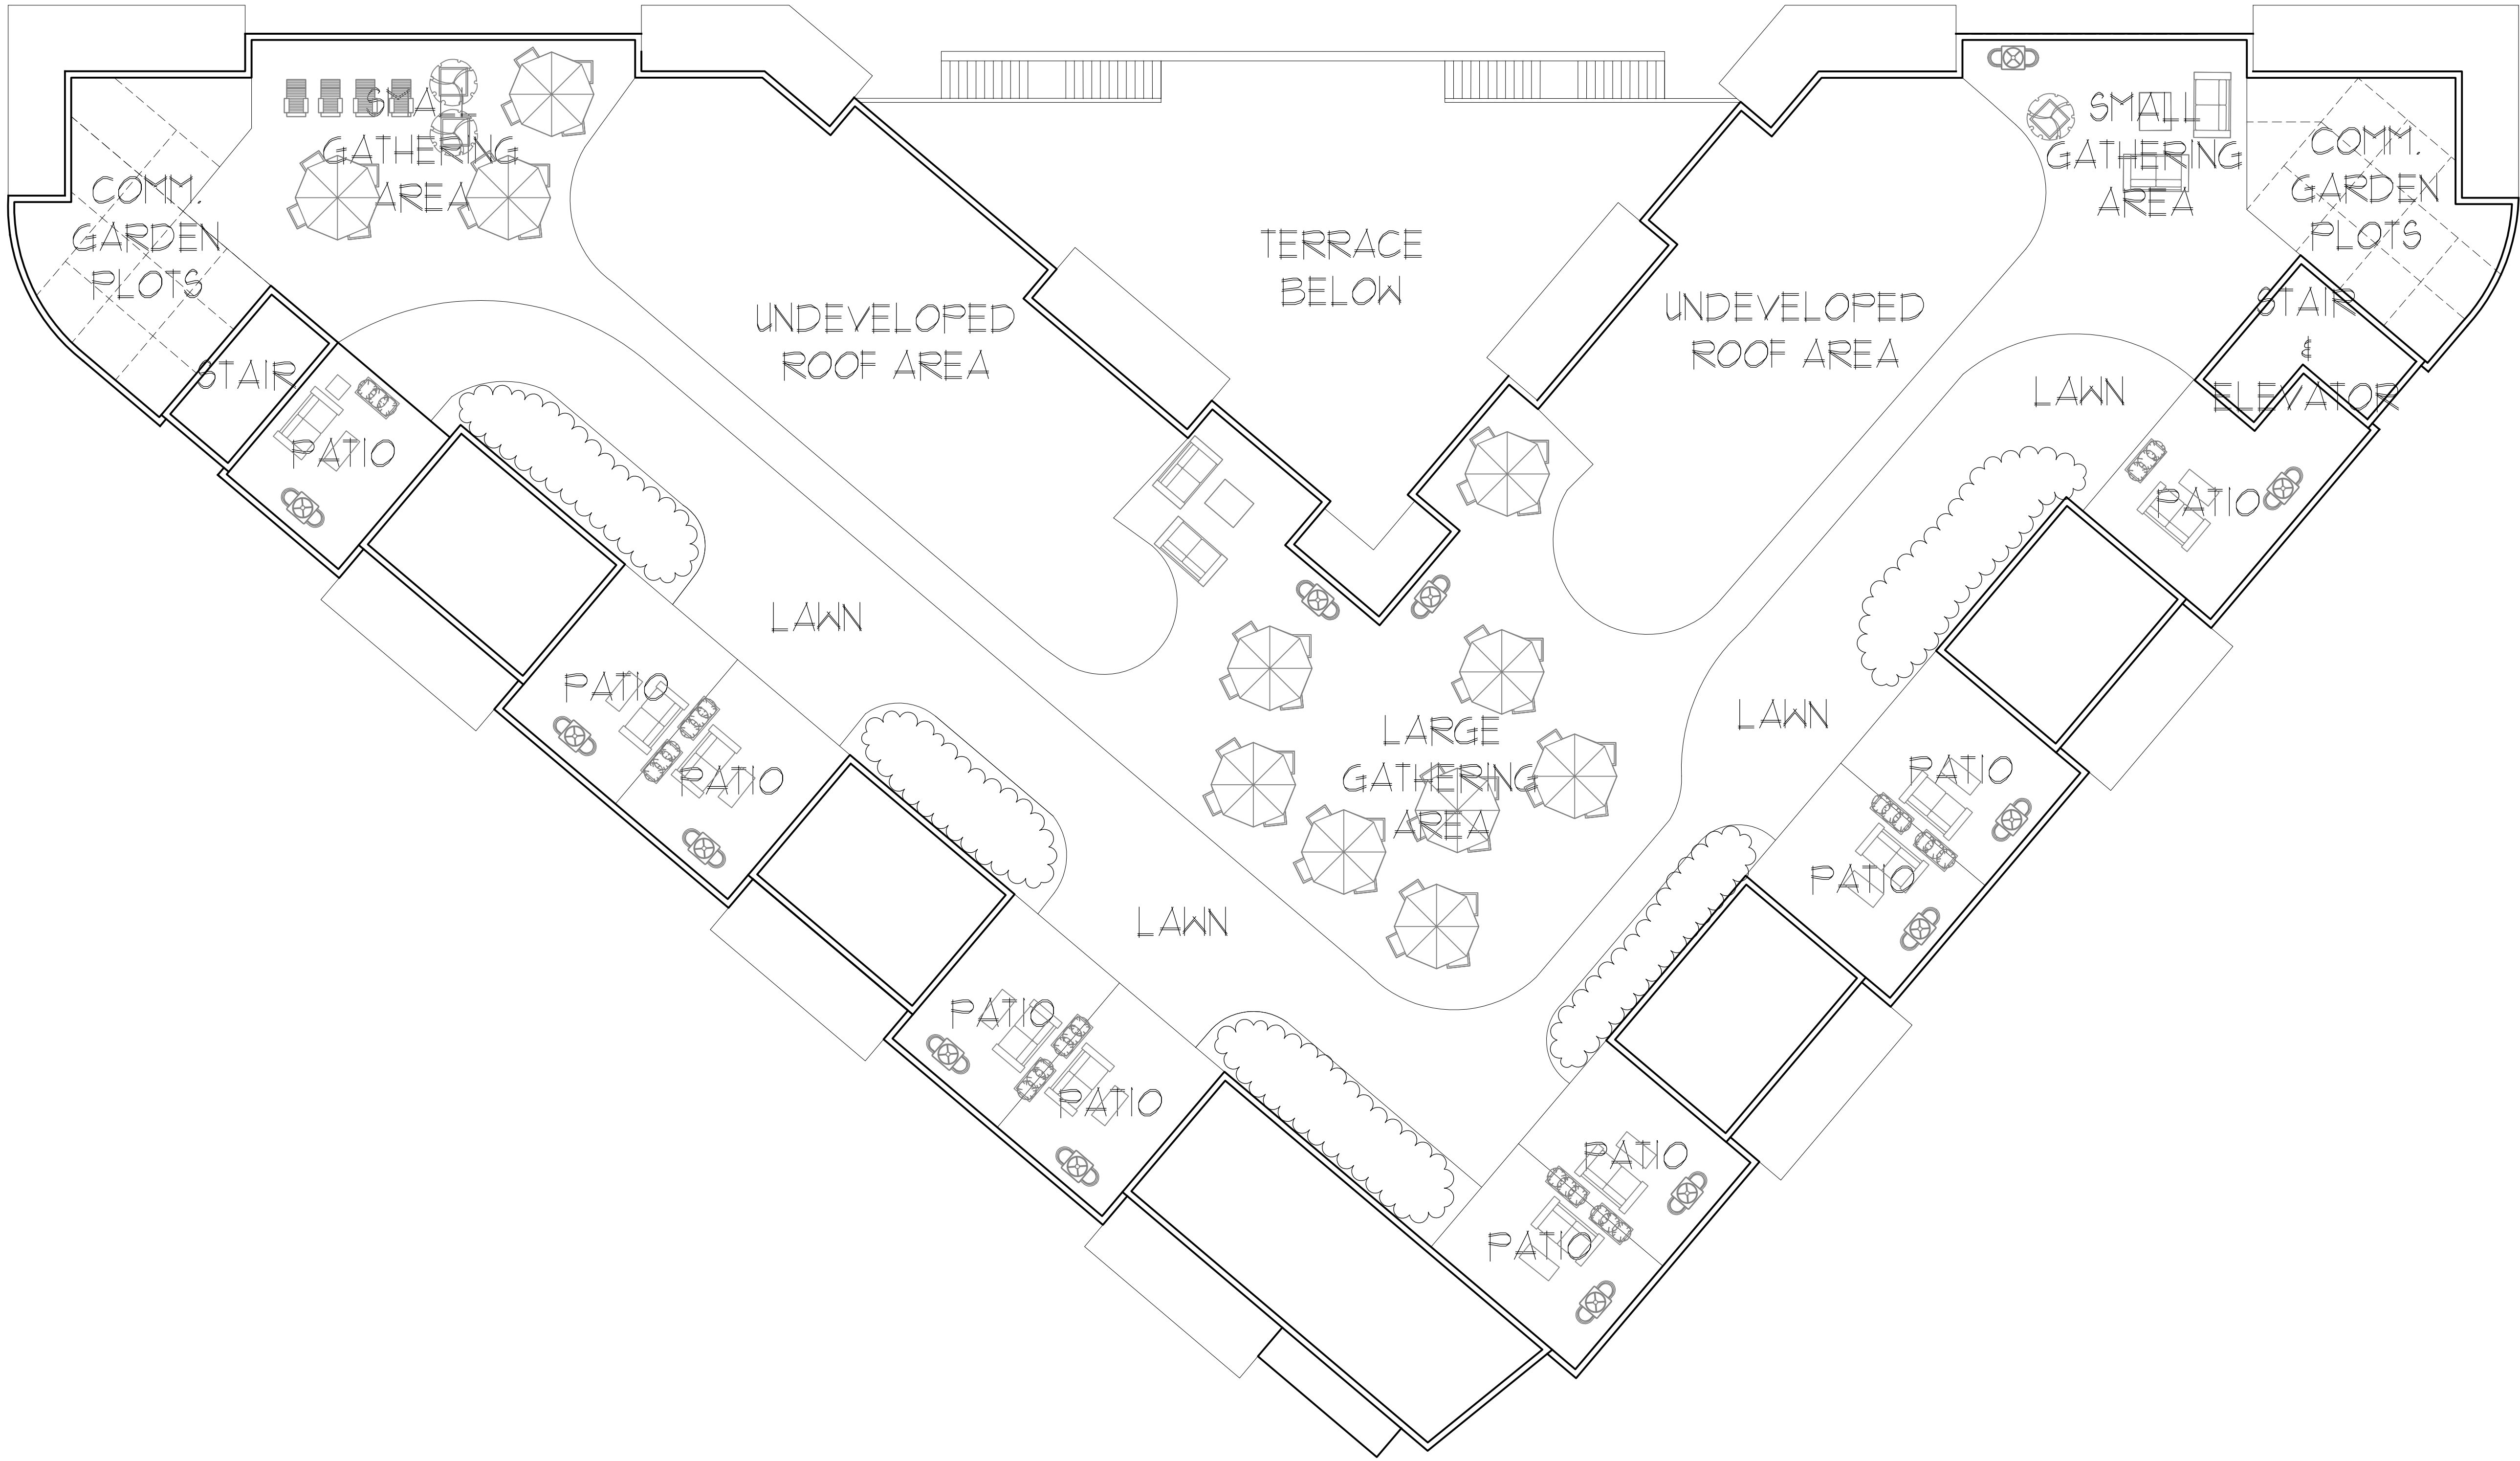 SMALL
GATHERING
AREA
COMM.
GARDEN
PLOTS
STAIR
PATIO
UNDEVELOPED
ROOF AREA
TERRACE
BELOW
UNDEVELOPED
ROOF AREA
SMALL
GATHERING
AREA
COMM.
GARDEN
PLOTS
STAIR
&
ELEVATOR
LAWN
PATIO
LAWN
PATIO
PATIO
LARGE
GATHERING
AREA
LAWN
PATIO
PATIO
LAWN
PATIO
PATIO
PATIO
PATIO